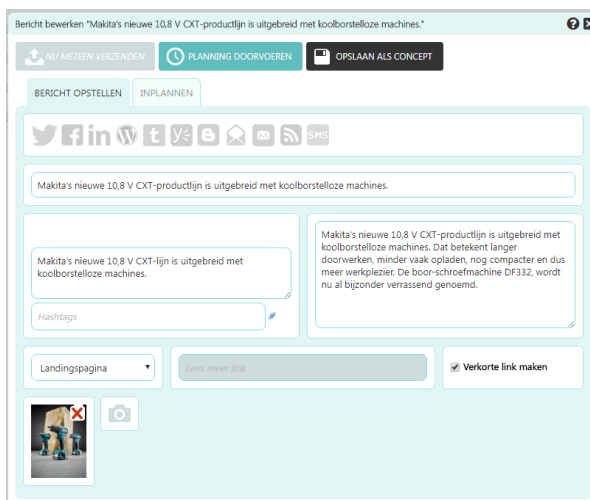 Bericht bewerken "Makita's nieuwe 10,8 V CXT-productlijn is uitgebreid met koolborstelloze machines."
NU METEEN VERZENDEN
PLANNING DOORVOEREN
OPSLAAN ALS CONCEPT
BERICHT OPSTELLEN
INPLANNEN
SMS
Makita's nieuwe 10,8 V CXT-productlijn is uitgebreid met koolborstelloze machines.
Makita's nieuwe 10,8 V CXT-lijn is uitgebreid met
koolborstelloze machines.
Hashtags
Makita's nieuwe 10,8 V CXT-productlijn is uitgebreid met
koolborstelloze machines. Dat betekent langer
doorwerken, minder vaak opladen, nog compacter en dus
meer werkplezier. De boor-schroefmachine DF332, wordt
nu al bijzonder verrassend genoemd.
Landingspagina
Lees meer link
Verkorte link maken